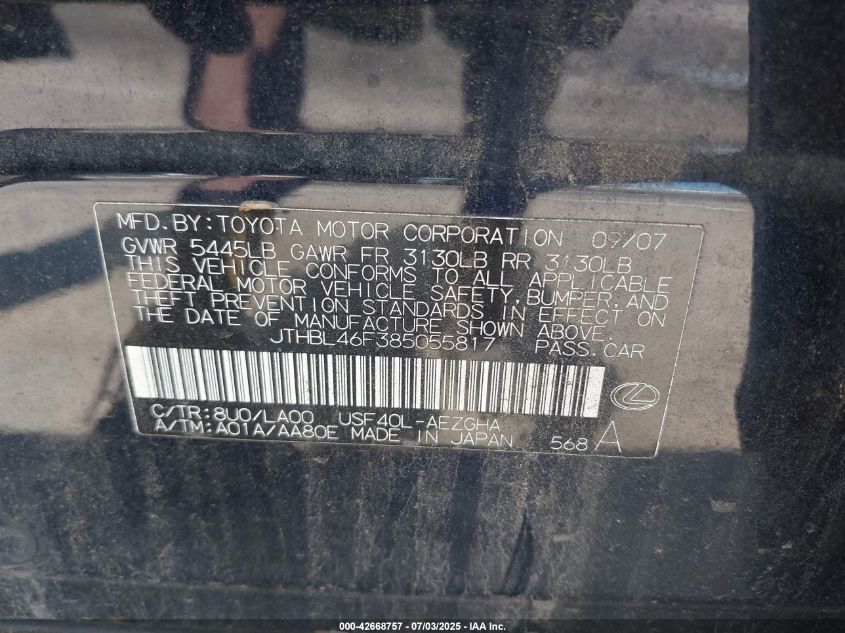 MFD.BY:TOYOTA MOTOR CORPORATION 09/07
GVWR 5445LB GAWR FR 3130LB RR 3130LB
THIS VEHICLE CONFORMS TO ALL APPLICABLE
FEDERAL MOTOR VEHICLE SAFETY,BUMPER,AND
THEFT PREVENTION STANDARDS IN EFFECT ON
THE DATE OF MANUFACTURE SHOWN ABOVE.
JTHBL46F385055817 PASS.CAR
C/TR:8U0/LA00 USF40L-AEZGHA
A/TM:A01A/AA80E MADE IN JAPAN 568 A
000-42668757 - 07/03/2025 - IAA Inc.